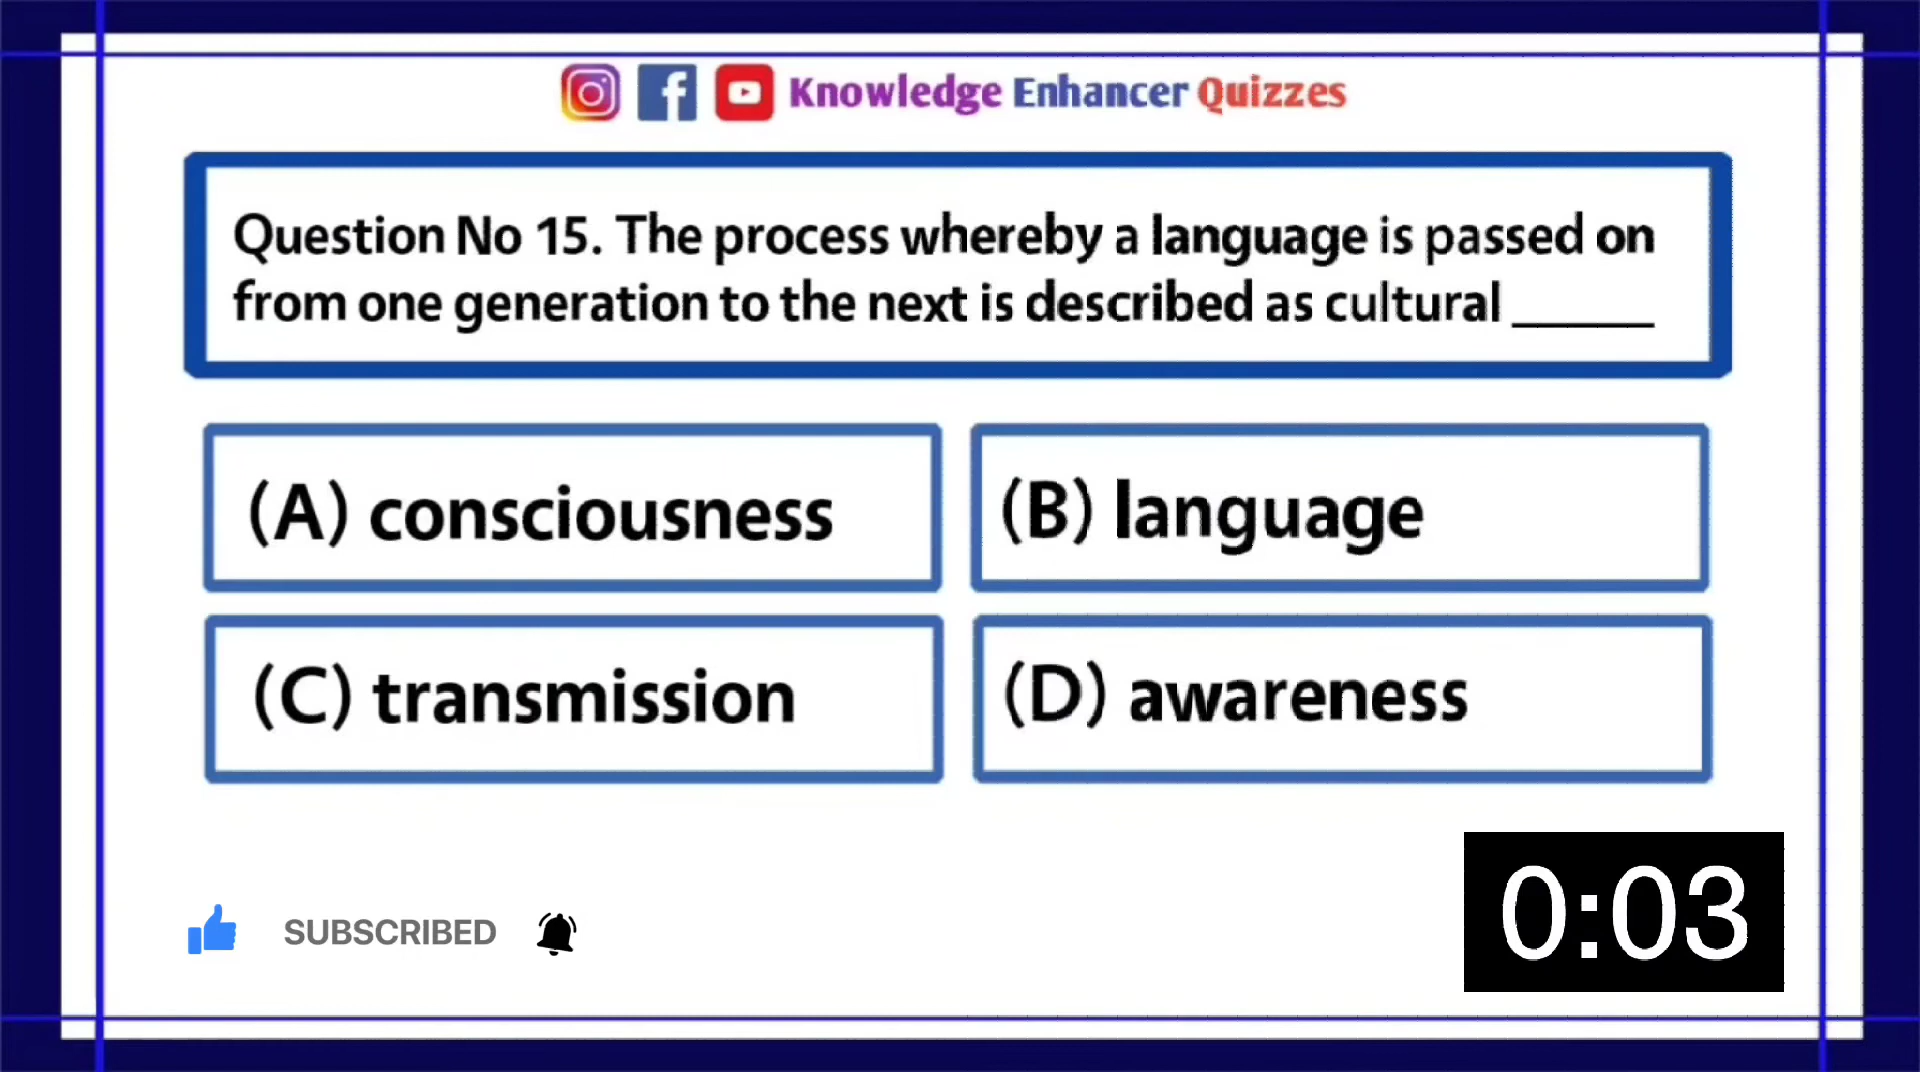 Knowledge Enhancer Quizzes
Question No 15. The process whereby a language is passed on
from one generation to the next is described as cultural ______
(A) consciousness
(B) language
(C) transmission
(D) awareness
SUBSCRIBED
0:03